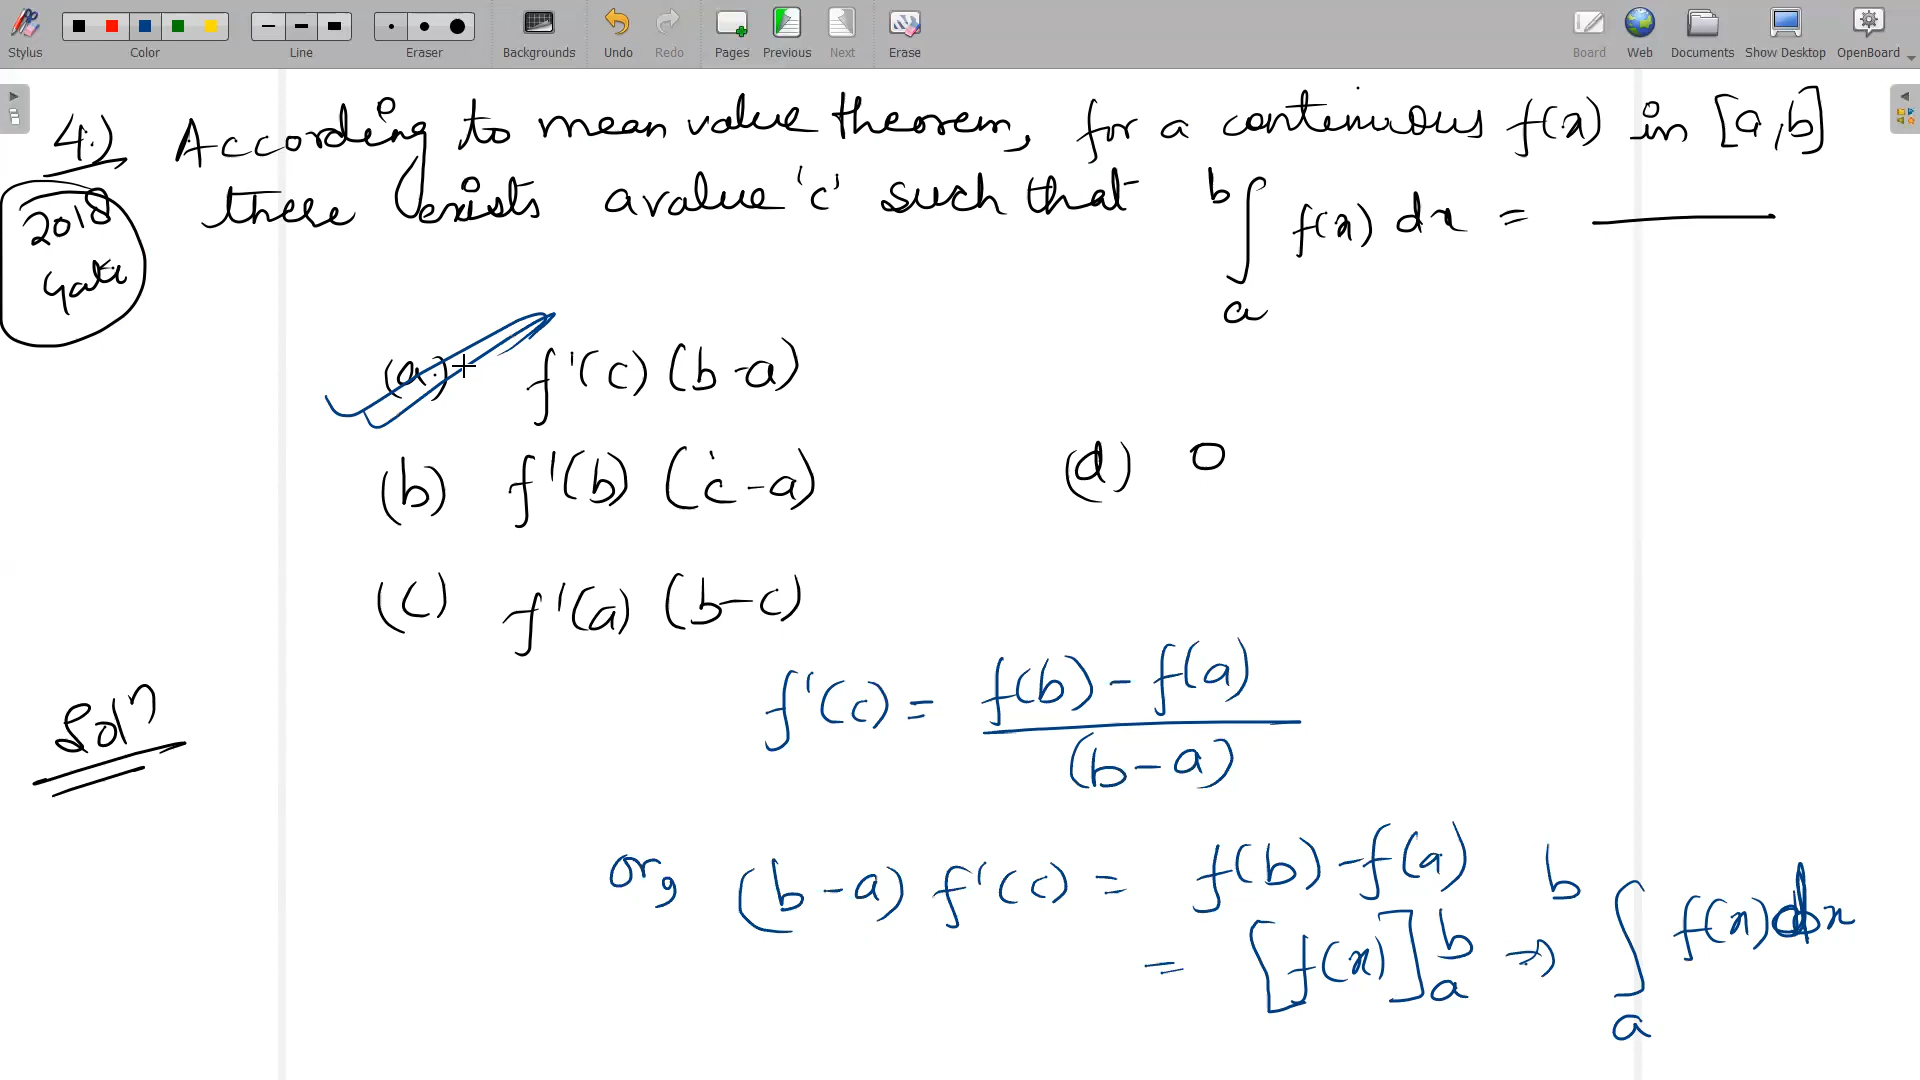 Stylus Color Line Eraser Backgrounds Undo Redo Pages Previous Next Erase Board Web Documents Show Desktop OpenBoard
4.) According to mean value theorem, for a continuous f(x) in [a,b]
there exists a value 'c' such that ∫_a^b f(x) dx = ______
2018
Gate
(a.) f'(c) (b-a)
(b) f'(b) (c-a)
(d) 0
(c) f'(a) (b-c)
Solⁿ
f'(c) = (f(b) - f(a)) / (b-a)
or, (b-a) f'(c) = f(b) - f(a)
= [f(x)]_a^b → ∫_a^b f(x) dx